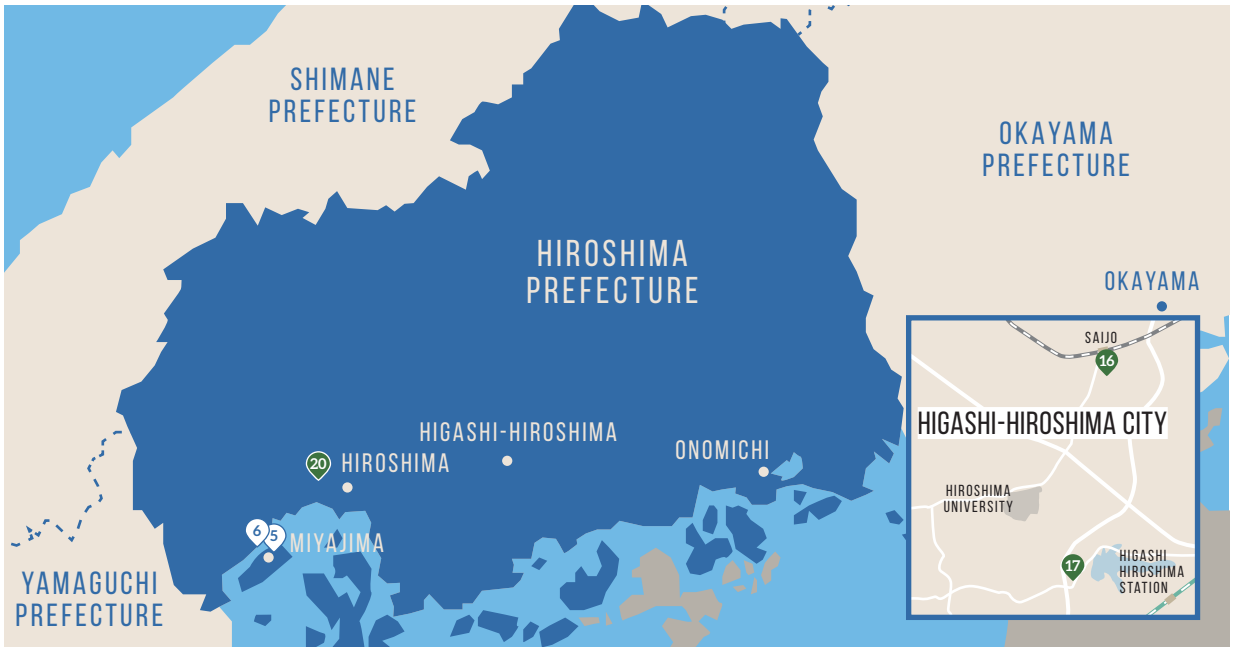 SHIMANE
PREFECTURE
OKAYAMA
PREFECTURE
HIROSHIMA
PREFECTURE
OKAYAMA
SAIJO
16
HIGASHI-HIROSHIMA CITY
HIGASHI-HIROSHIMA
ONOMICHI
20
HIROSHIMA
HIROSHIMA
UNIVERSITY
6
5
MIYAJIMA
17
HIGASHI
HIROSHIMA
STATION
YAMAGUCHI
PREFECTURE